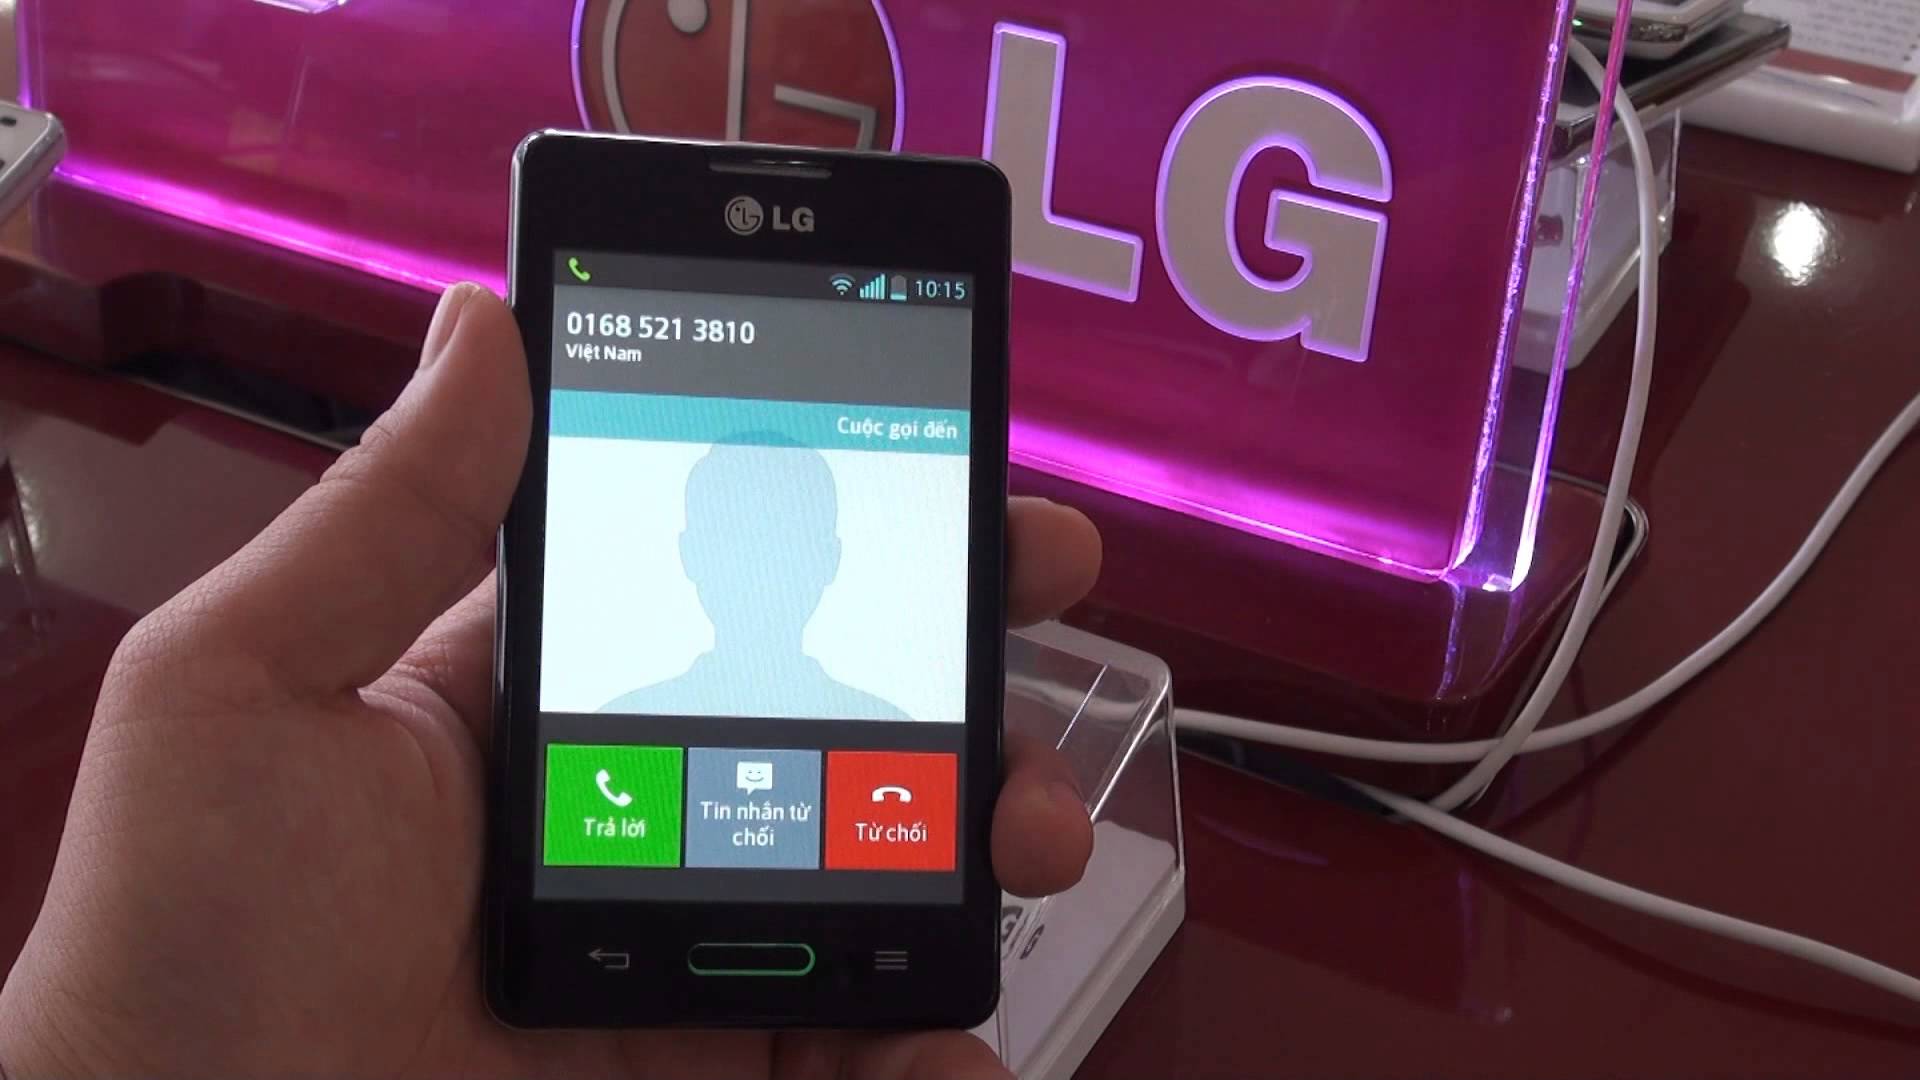 LG
LG
10:15
0168 521 3810
Việt Nam
Cuộc gọi đến
Trả lời
Tin nhắn từ
chối
Từ chối